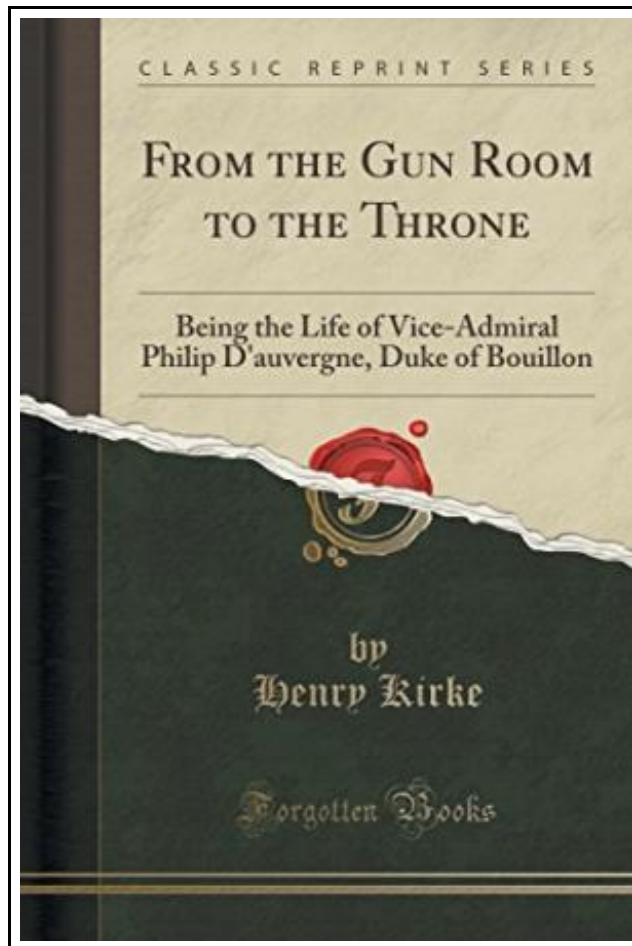 CLASSIC REPRINT SERIES
FROM THE GUN ROOM
TO THE THRONE
Being the Life of Vice-Admiral
Philip D'auvergne, Duke of Bouillon
by
Henry Kirke
Forgotten Books